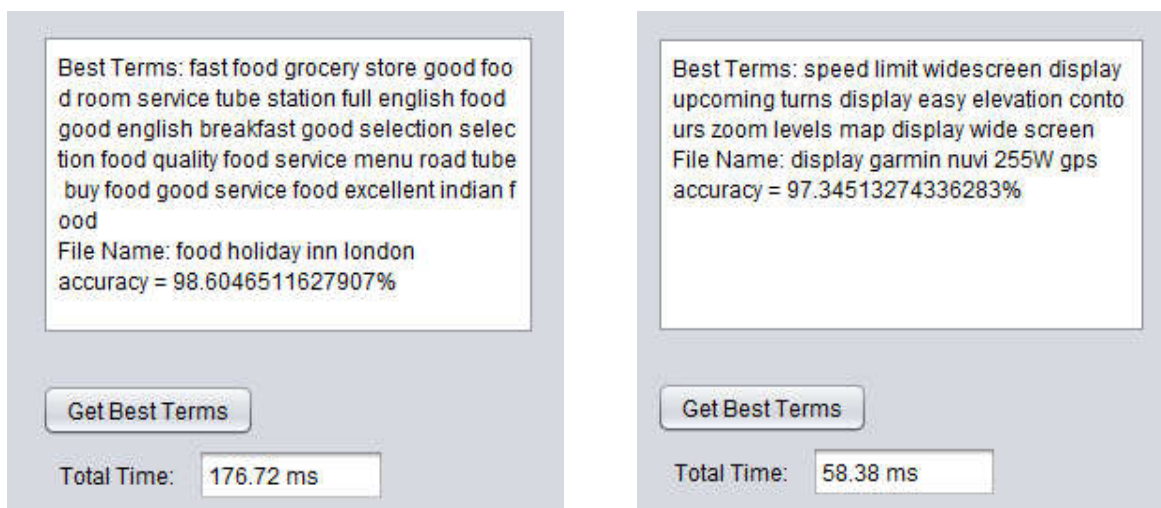 Best Terms: fast food grocery store good foo
d room service tube station full english food
good english breakfast good selection selec
tion food quality food service menu road tube
buy food good service food excellent indian f
ood
File Name: food holiday inn london
accuracy = 98.6046511627907%
Get Best Terms
Total Time: 176.72 ms
Best Terms: speed limit widescreen display
upcoming turns display easy elevation conto
urs zoom levels map display wide screen
File Name: display garmin nuvi 255W gps
accuracy = 97.34513274336283%
Get Best Terms
Total Time: 58.38 ms